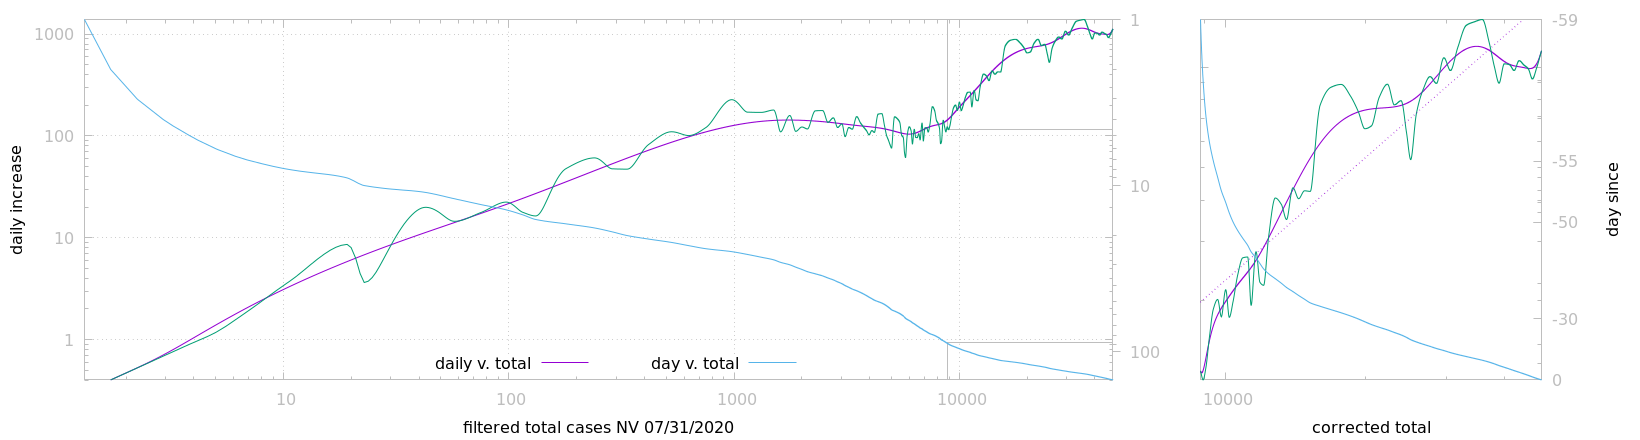 1000
100
10
1
daily increase
10
100
1000
10000
filtered total cases NV 07/31/2020
daily v. total
day v. total
1
10
100
10000
corrected total
-59
-55
-50
-30
0
day since